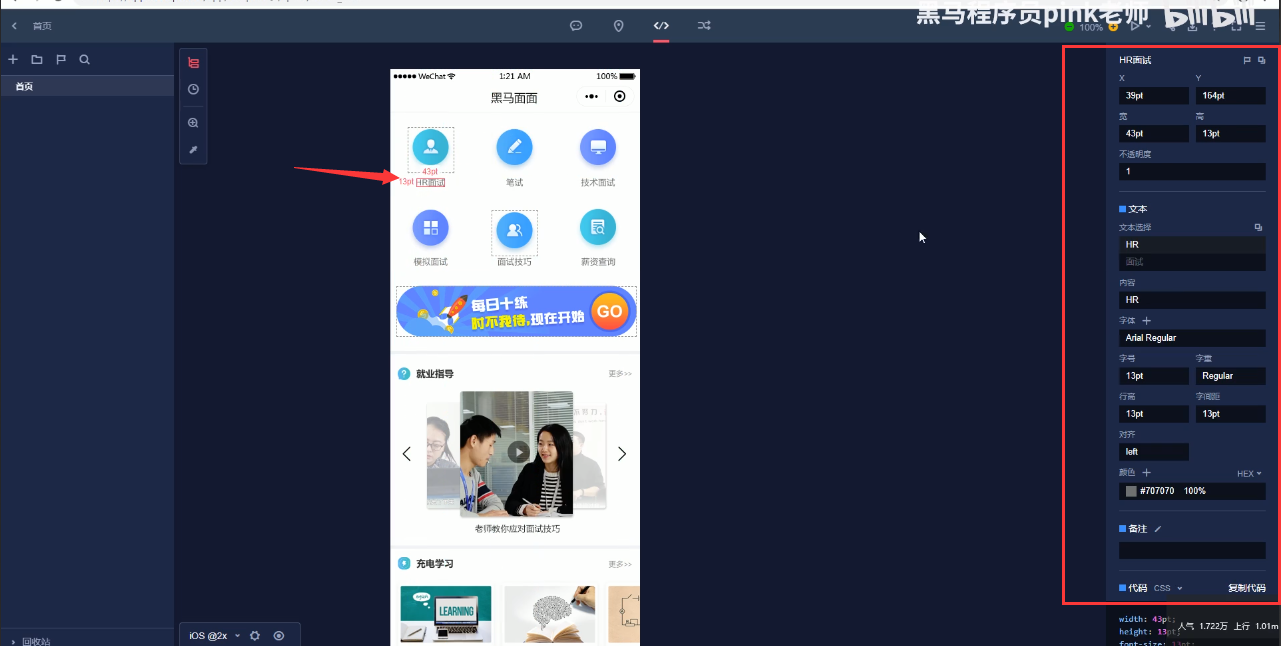 首页
100%
黑马程序员pink老师
bilibili
首页
回收站
WeChat
1:21 AM
100%
黑马面面
43pt
13pt
HR面试
笔试
技术面试
模拟面试
面试技巧
薪资查询
每日十练
时不我待,现在开始
GO
就业指导
更多>>
老师教你应对面试技巧
充电学习
更多>>
LEARNING
iOS @2x
HR面试
X
Y
39pt
164pt
宽
高
43pt
13pt
不透明度
1
文本
文本选择
HR
面试
内容
HR
字体
Arial Regular
字号
字重
13pt
Regular
行高
字间距
13pt
13pt
对齐
left
颜色
HEX
#707070 100%
备注
代码 CSS
复制代码
width: 43pt;
height: 13pt;
font-size: 13pt;
人气 1.722万 上行 1.01m